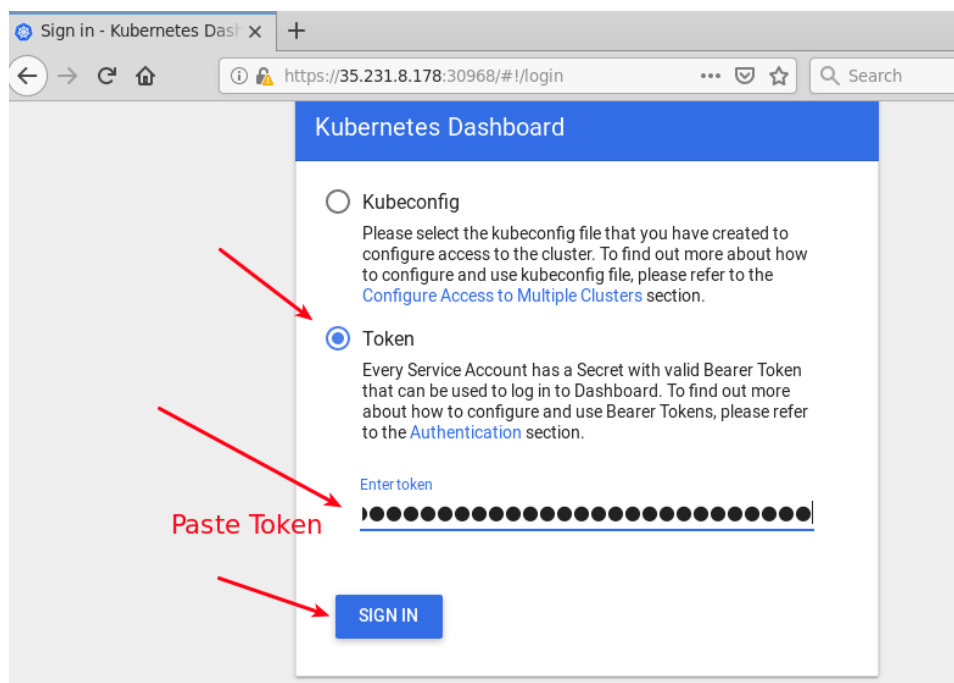 Sign in - Kubernetes Das
https://35.231.8.178:30968/#!/login
Search
Kubernetes Dashboard
Kubeconfig
Please select the kubeconfig file that you have created to
configure access to the cluster. To find out more about how
to configure and use kubeconfig file, please refer to the
Configure Access to Multiple Clusters section.
Token
Every Service Account has a Secret with valid Bearer Token
that can be used to log in to Dashboard. To find out more
about how to configure and use Bearer Tokens, please refer
to the Authentication section.
Enter token
Paste Token
SIGN IN